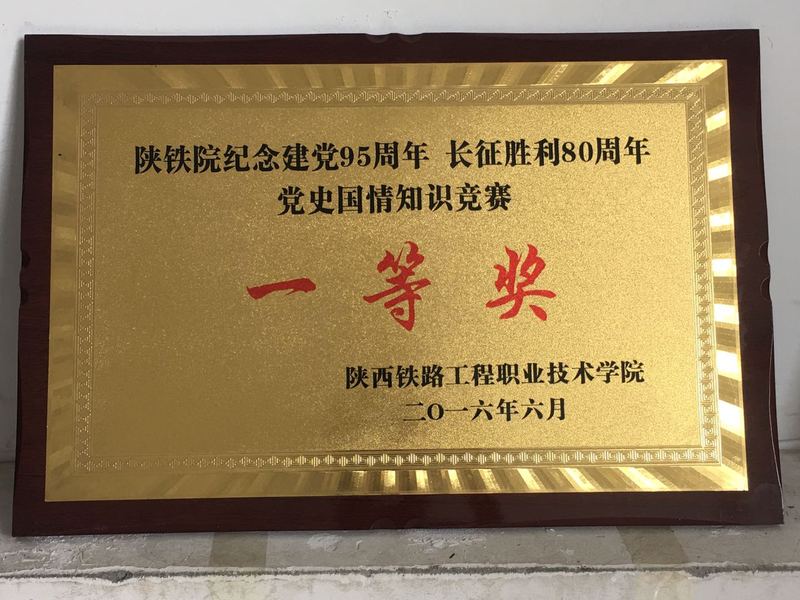 陕铁院纪念建党95周年 长征胜利80周年
党史国情知识竞赛
一等奖
陕西铁路工程职业技术学院
二O一六年六月